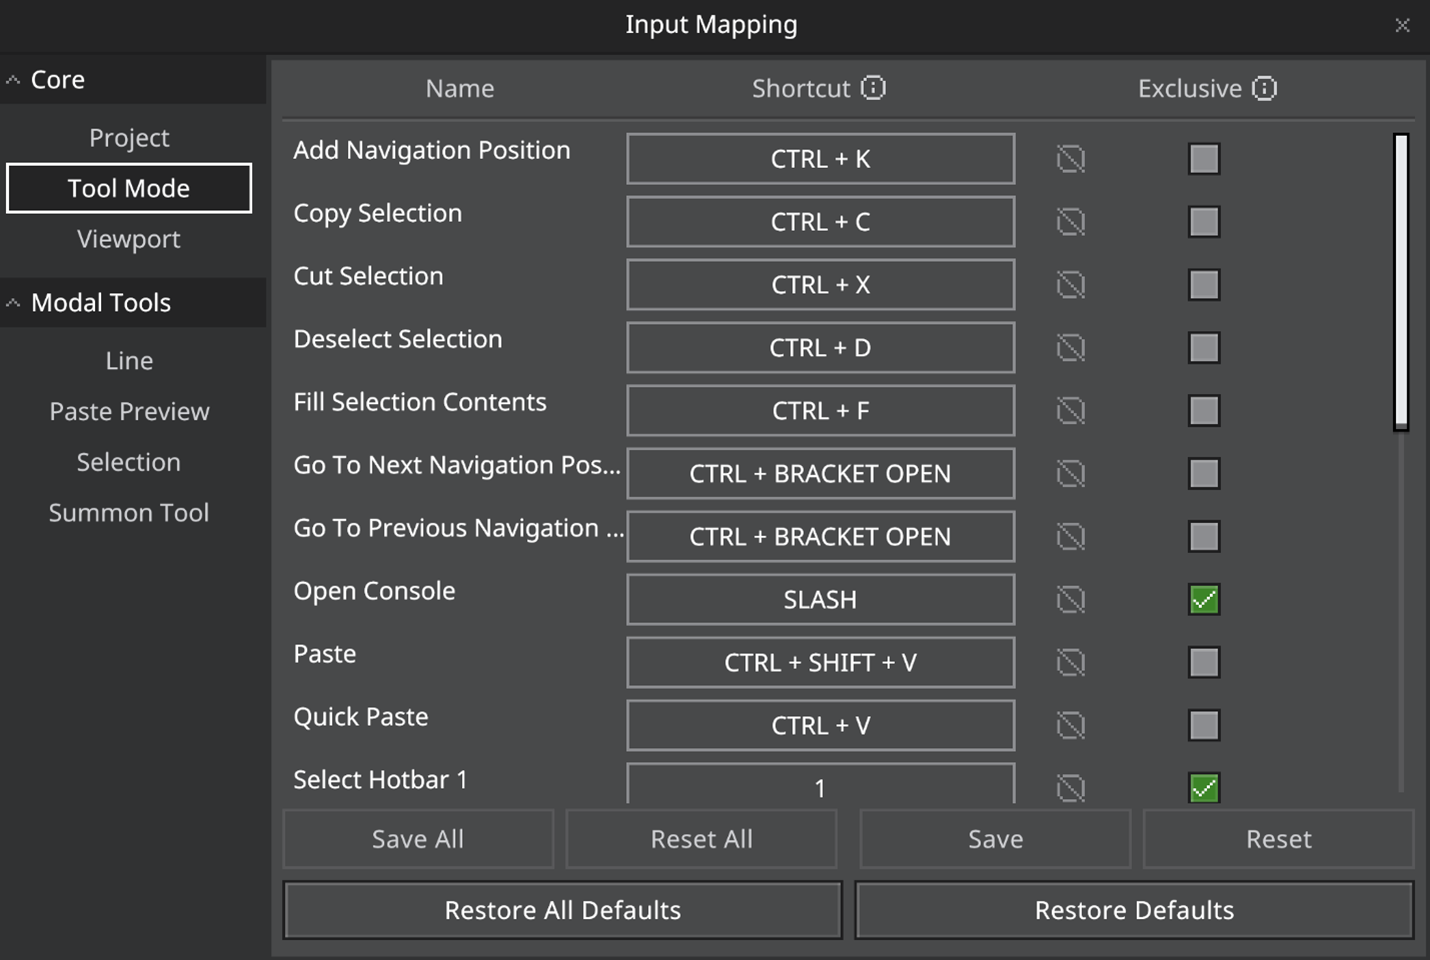 Input Mapping
Core
Project
Tool Mode
Viewport
Modal Tools
Line
Paste Preview
Selection
Summon Tool
Name Shortcut Exclusive
Add Navigation Position CTRL + K
Copy Selection CTRL + C
Cut Selection CTRL + X
Deselect Selection CTRL + D
Fill Selection Contents CTRL + F
Go To Next Navigation Pos... CTRL + BRACKET OPEN
Go To Previous Navigation ... CTRL + BRACKET OPEN
Open Console SLASH
Paste CTRL + SHIFT + V
Quick Paste CTRL + V
Select Hotbar 1 1
Save All Reset All Save Reset
Restore All Defaults Restore Defaults